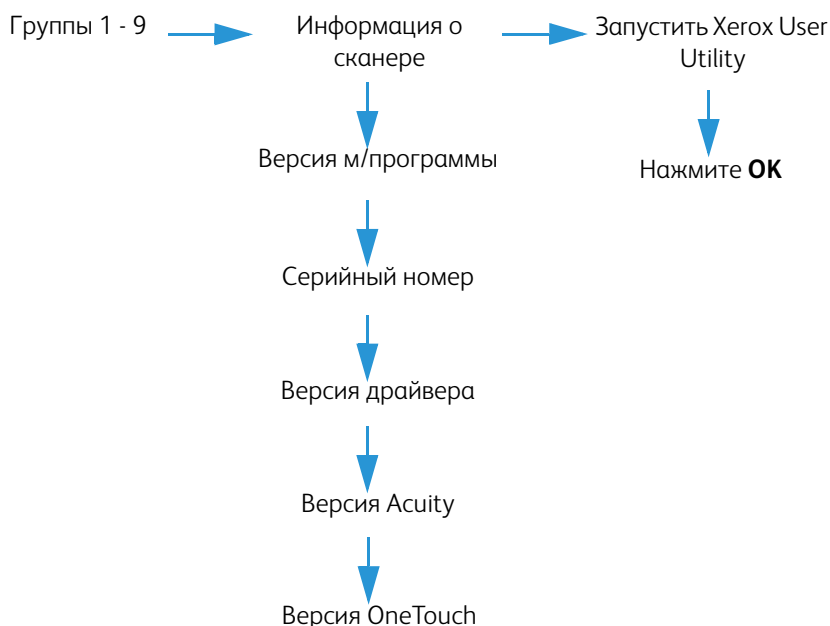 Группы 1 - 9
Информация о
сканере
Запустить Xerox User
Utility
Версия м/программы
Нажмите OK
Серийный номер
Версия драйвера
Версия Acuity
Версия OneTouch